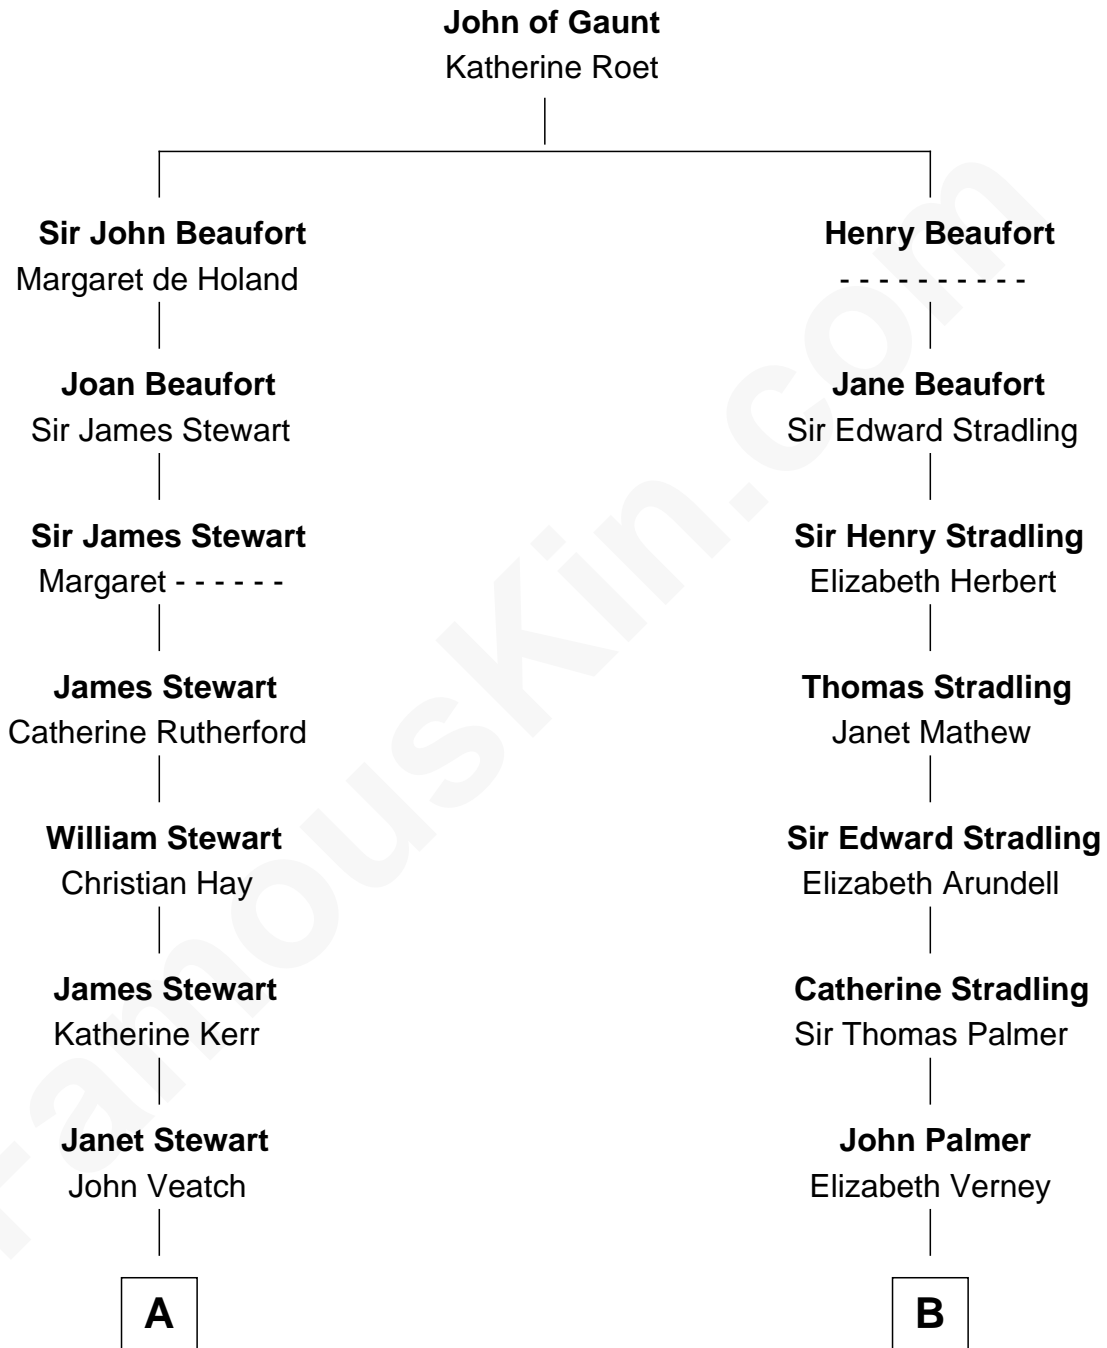 John of Gaunt
Katherine Roet
Sir John Beaufort
Margaret de Holand
Joan Beaufort
Sir James Stewart
Sir James Stewart
Margaret - - - - - -
James Stewart
Catherine Rutherford
William Stewart
Christian Hay
James Stewart
Katherine Kerr
Janet Stewart
John Veatch
A
Henry Beaufort
- - - - - - - - - -
Jane Beaufort
Sir Edward Stradling
Sir Henry Stradling
Elizabeth Herbert
Thomas Stradling
Janet Mathew
Sir Edward Stradling
Elizabeth Arundell
Catherine Stradling
Sir Thomas Palmer
John Palmer
Elizabeth Verney
B
FamousKin.com